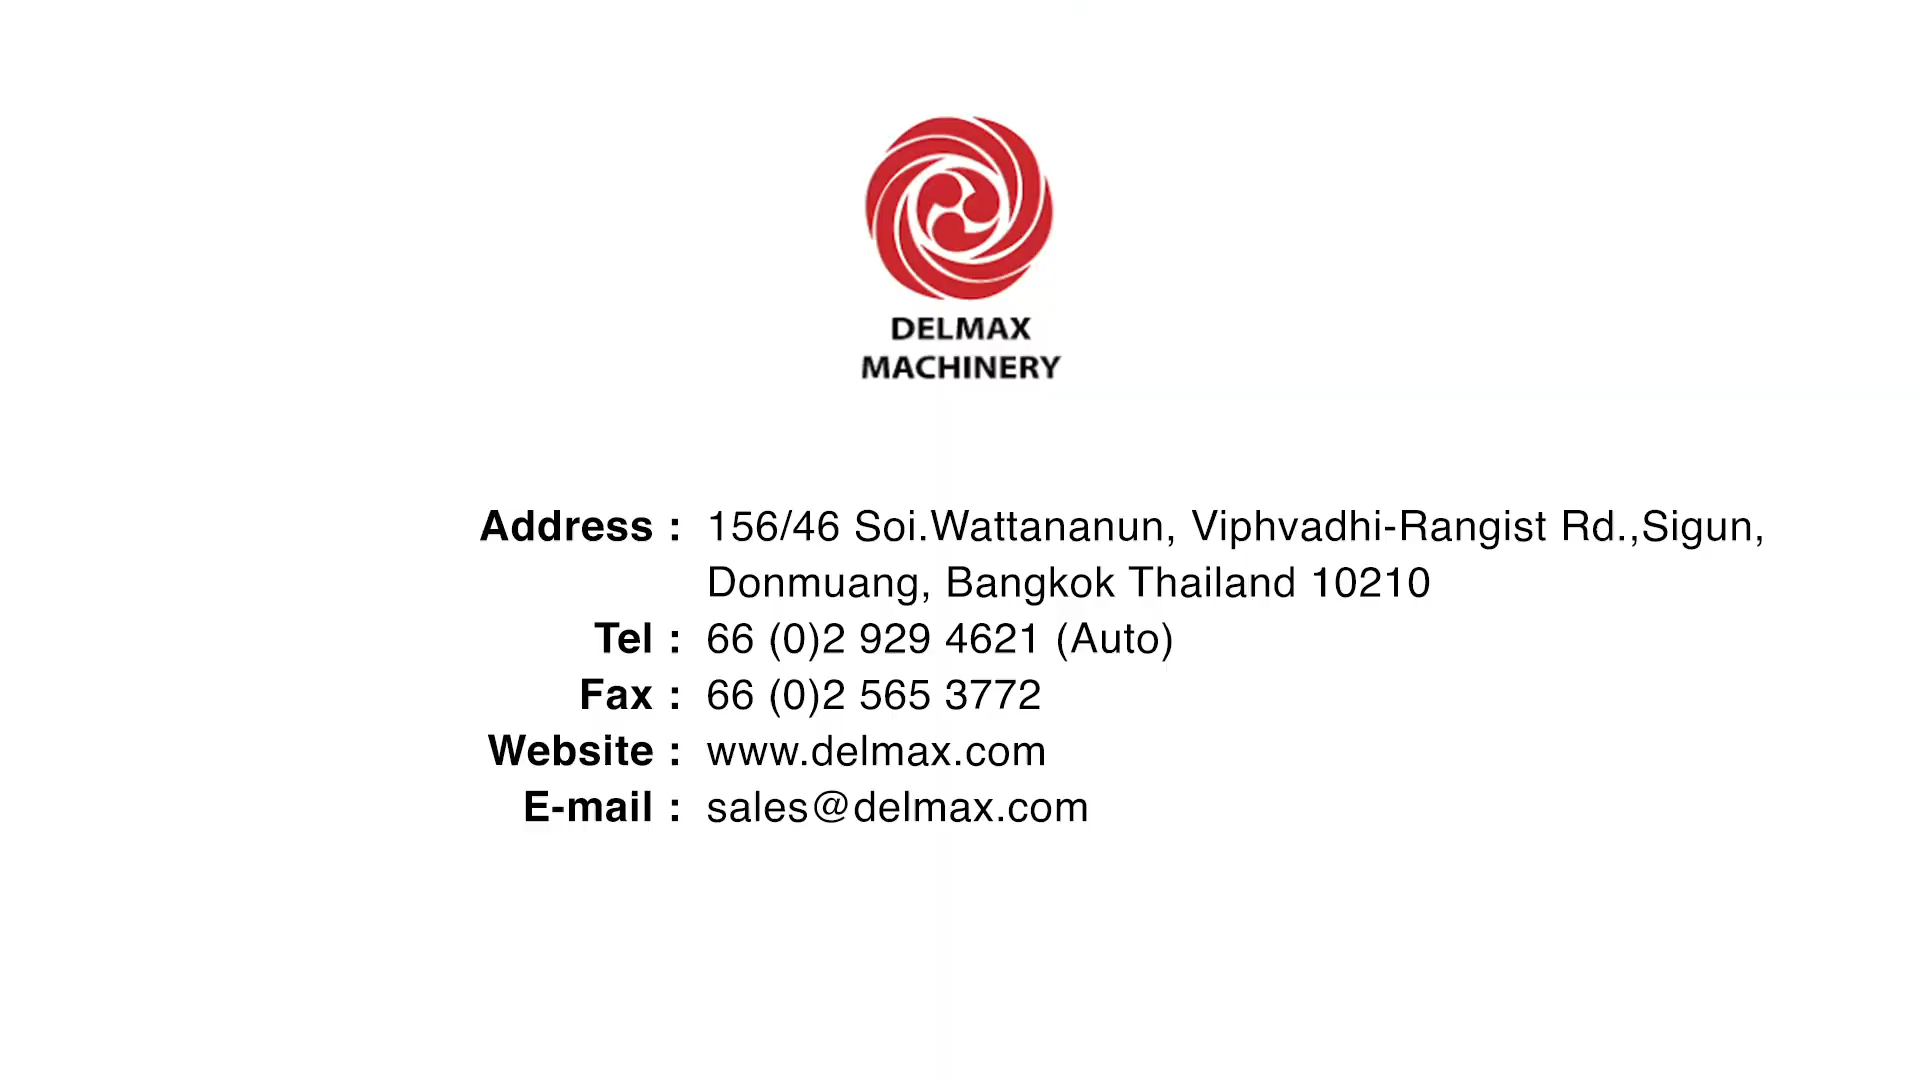 DELMAX
MACHINERY
Address : 156/46 Soi.Wattananun, Viphvadhi-Rangist Rd.,Sigun,
Donmuang, Bangkok Thailand 10210
Tel : 66 (0)2 929 4621 (Auto)
Fax : 66 (0)2 565 3772
Website : www.delmax.com
E-mail : sales@delmax.com